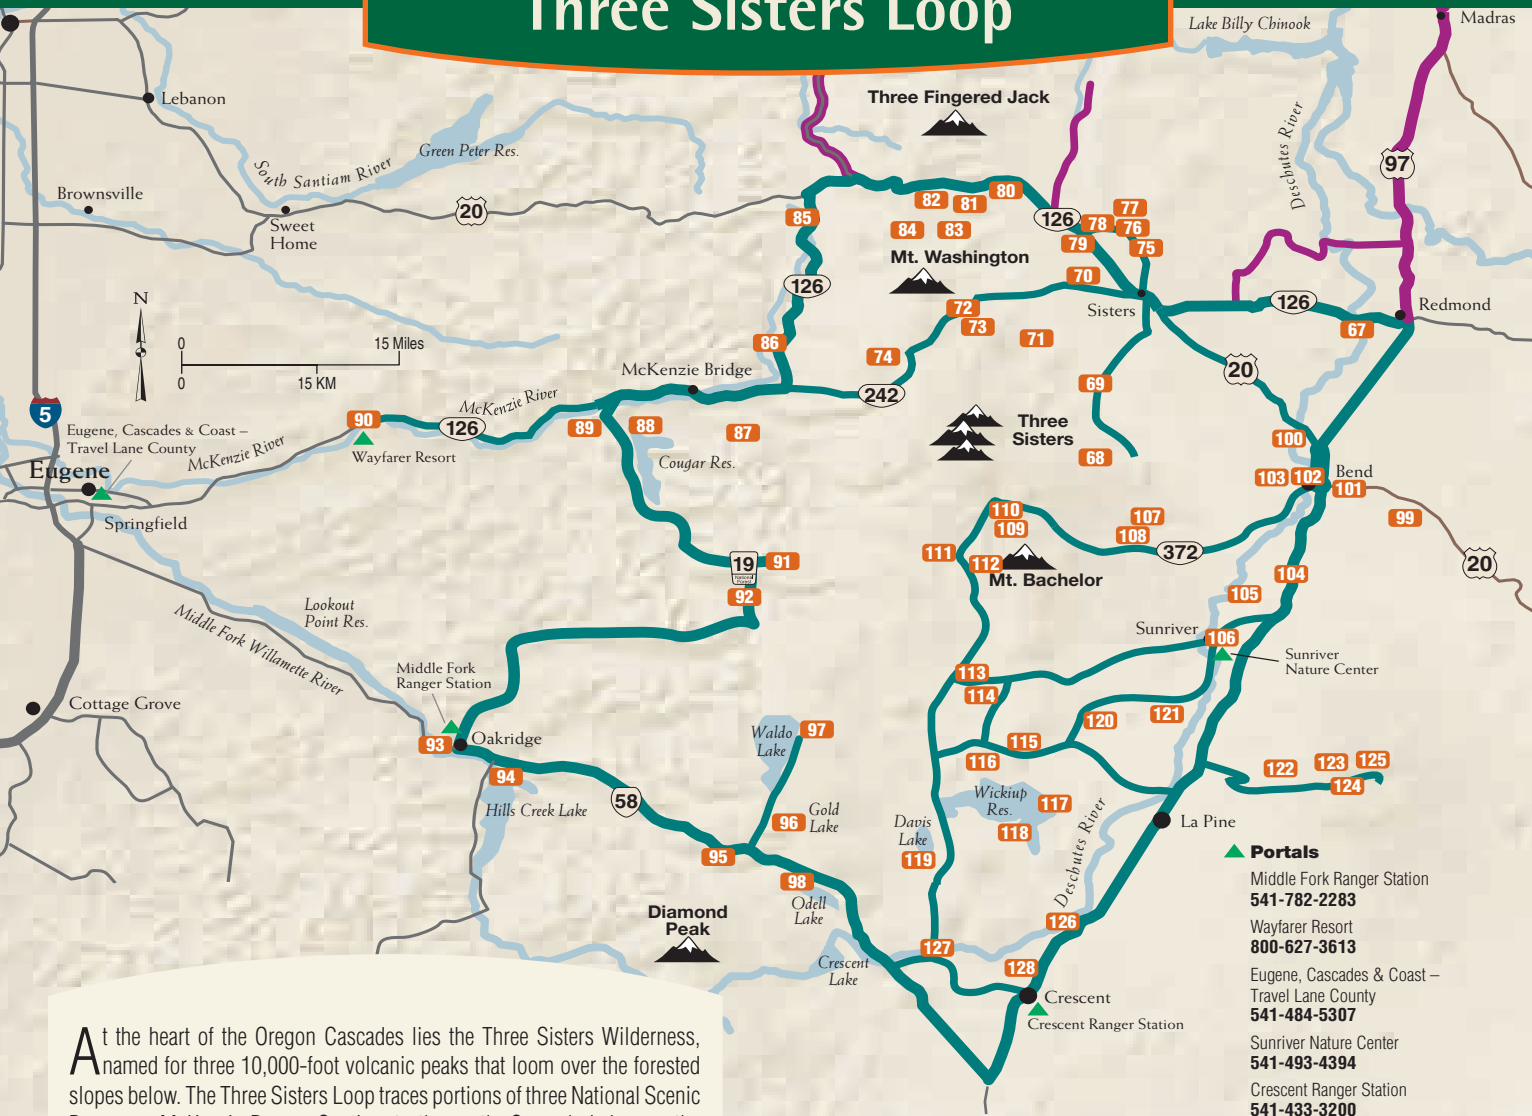 Three Sisters Loop
Lake Billy Chinook
Madras
Three Fingered Jack
Lebanon
Green Peter Res.
South Santiam River
Deschutes River
97
Brownsville
20
Sweet
Home
85
82
81
80
126
78
77
76
84
83
79
75
Mt. Washington
70
126
N
72
73
Sisters
126
Redmond
67
0
15 Miles
0
15 KM
86
71
74
McKenzie Bridge
20
69
242
5
90
McKenzie River
126
89
88
87
Three
Sisters
Eugene, Cascades & Coast –
Travel Lane County
McKenzie River
Wayfarer Resort
Cougar Res.
68
100
Eugene
103
102
Bend
101
Springfield
110
109
107
108
99
111
112
372
Mt. Bachelor
19
National
Forest
91
20
92
104
105
Lookout
Point Res.
Middle Fork Willamette River
Sunriver
106
Sunriver
Nature Center
Middle Fork
Ranger Station
113
114
Cottage Grove
93
Oakridge
Waldo
Lake
97
120
121
115
116
94
122
123
125
124
Hills Creek Lake
58
Wickiup
Res.
117
118
96
Gold
Lake
Davis
Lake
119
Deschutes River
La Pine
95
98
Odell
Lake
Diamond
Peak
126
127
Crescent
Lake
128
Crescent
Crescent Ranger Station
Portals
Middle Fork Ranger Station
541-782-2283
Wayfarer Resort
800-627-3613
Eugene, Cascades & Coast –
Travel Lane County
541-484-5307
Sunriver Nature Center
541-493-4394
Crescent Ranger Station
541-433-3200
At the heart of the Oregon Cascades lies the Three Sisters Wilderness,
named for three 10,000-foot volcanic peaks that loom over the forested
slopes below. The Three Sisters Loop traces portions of three National Scenic